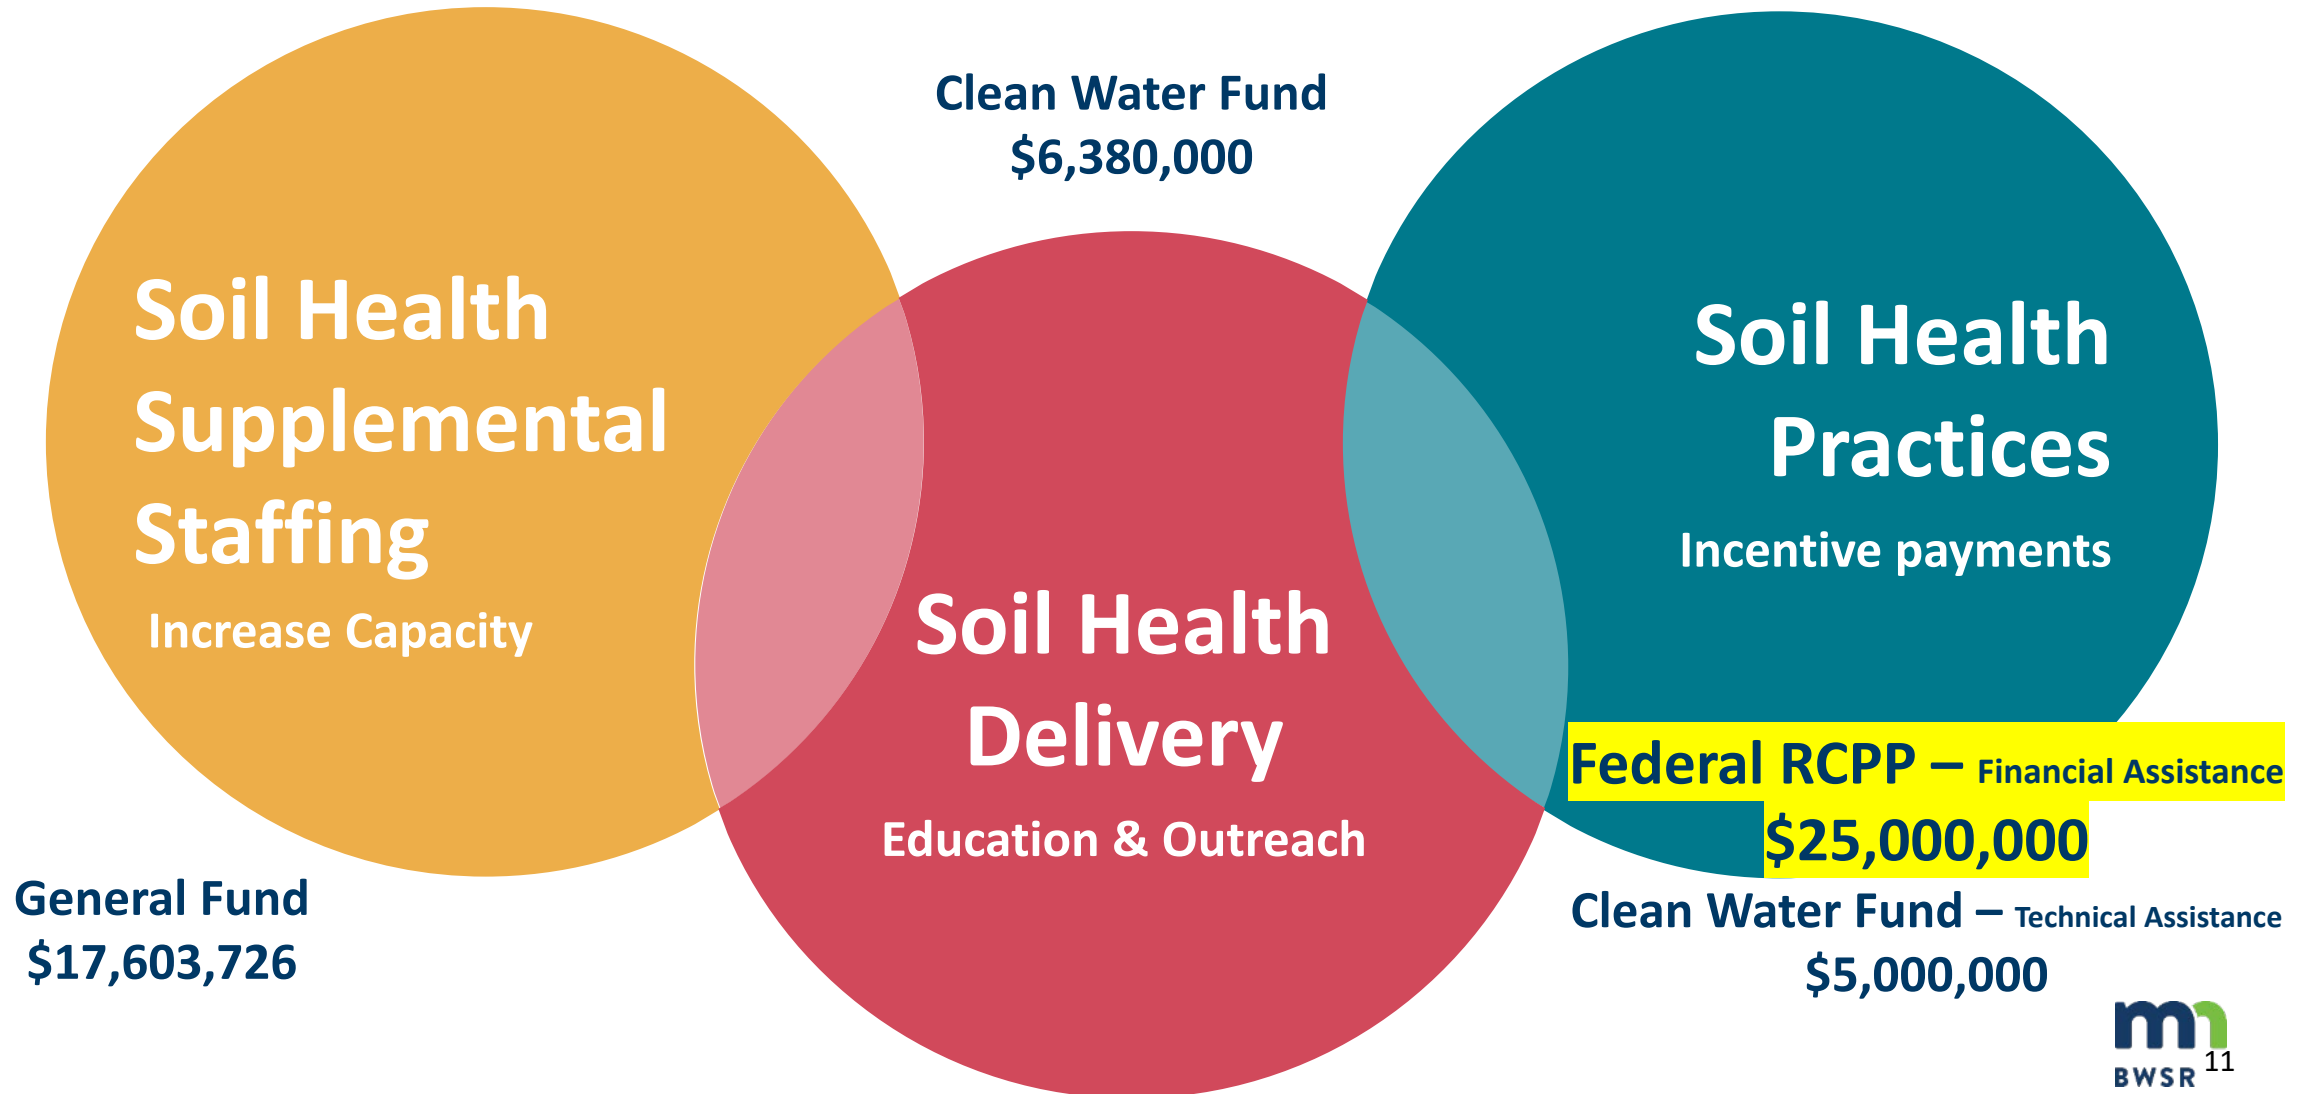 Clean Water Fund
$6,380,000
Soil Health
Supplemental
Staffing
Increase Capacity
General Fund
$17,603,726
Soil Health
Delivery
Education & Outreach
Soil Health
Practices
Incentive payments
Federal RCPP – Financial Assistance
$25,000,000
Clean Water Fund – Technical Assistance
$5,000,000
mn
BWSR
11